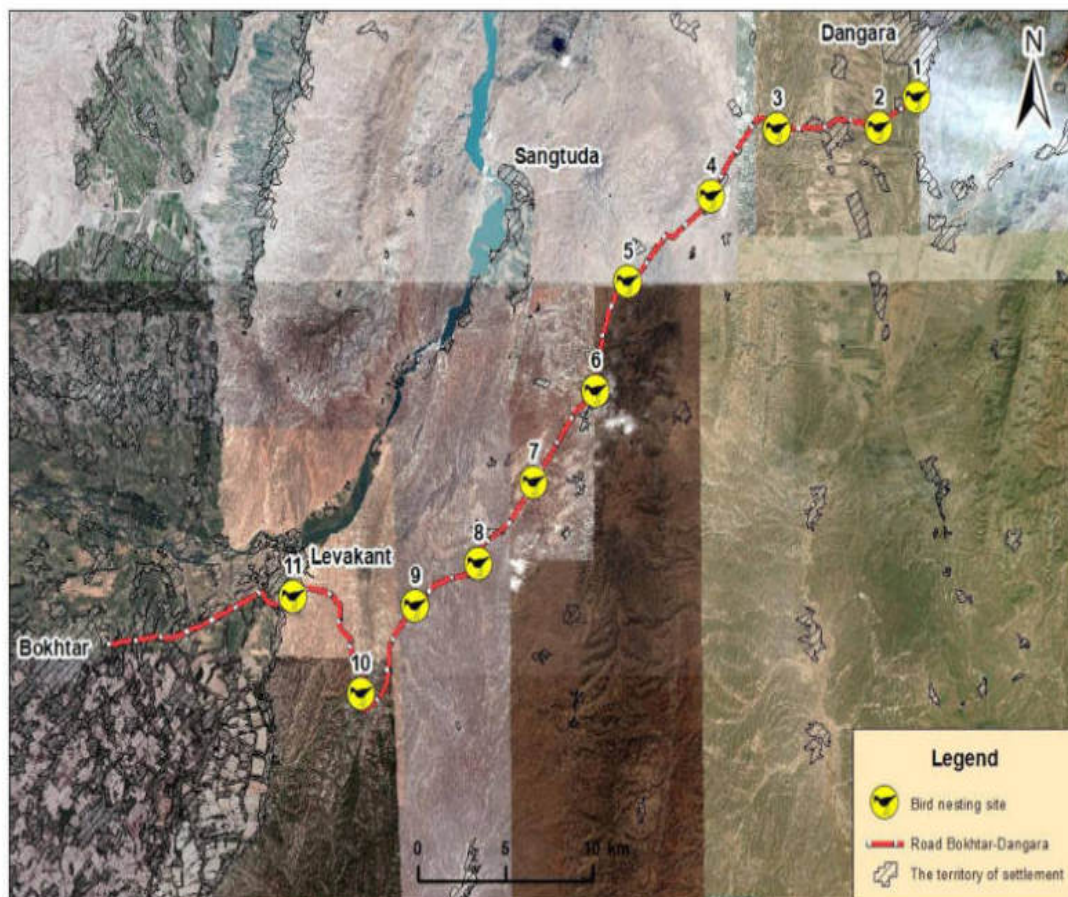 Dangara
N
1
2
3
Sangtuda
4
5
6
7
8
Levakant
9
11
Bokhtar
10
Legend
Bird nesting site
Road Bokhtar-Dangara
The territory of settlement
0 5 10 km